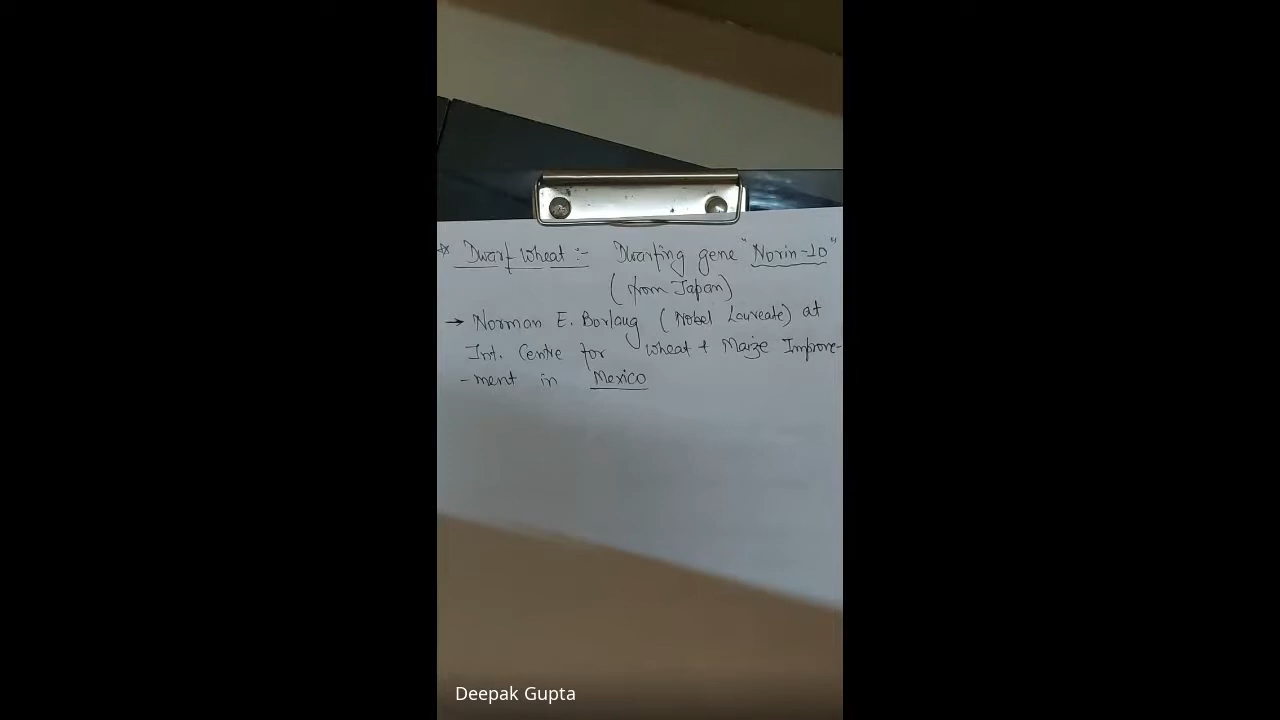 ☆ Dwarf Wheat :- Dwarfing gene "Norin-10"
(from Japan)
→ Norman E. Borlaug (Nobel Laureate) at
Int. Centre for Wheat + Maize Improve-
-ment in Mexico
Deepak Gupta